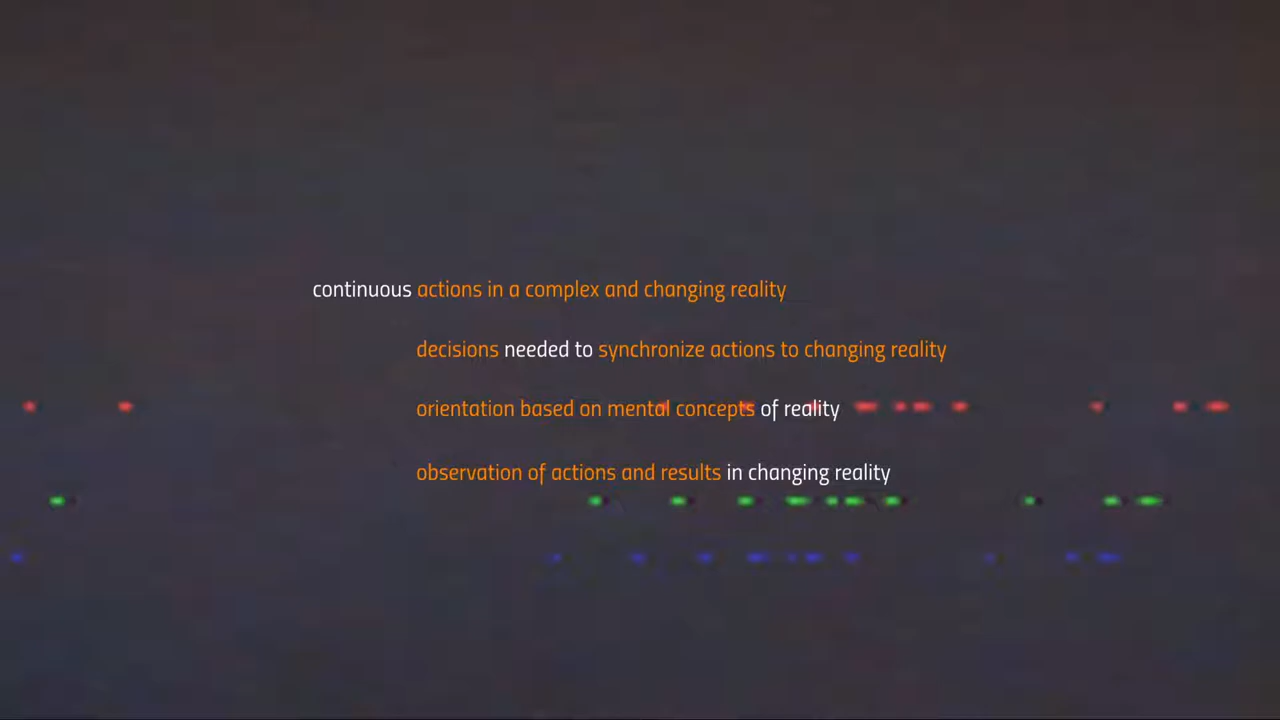 continuous actions in a complex and changing reality
decisions needed to synchronize actions to changing reality
orientation based on mental concepts of reality
observation of actions and results in changing reality